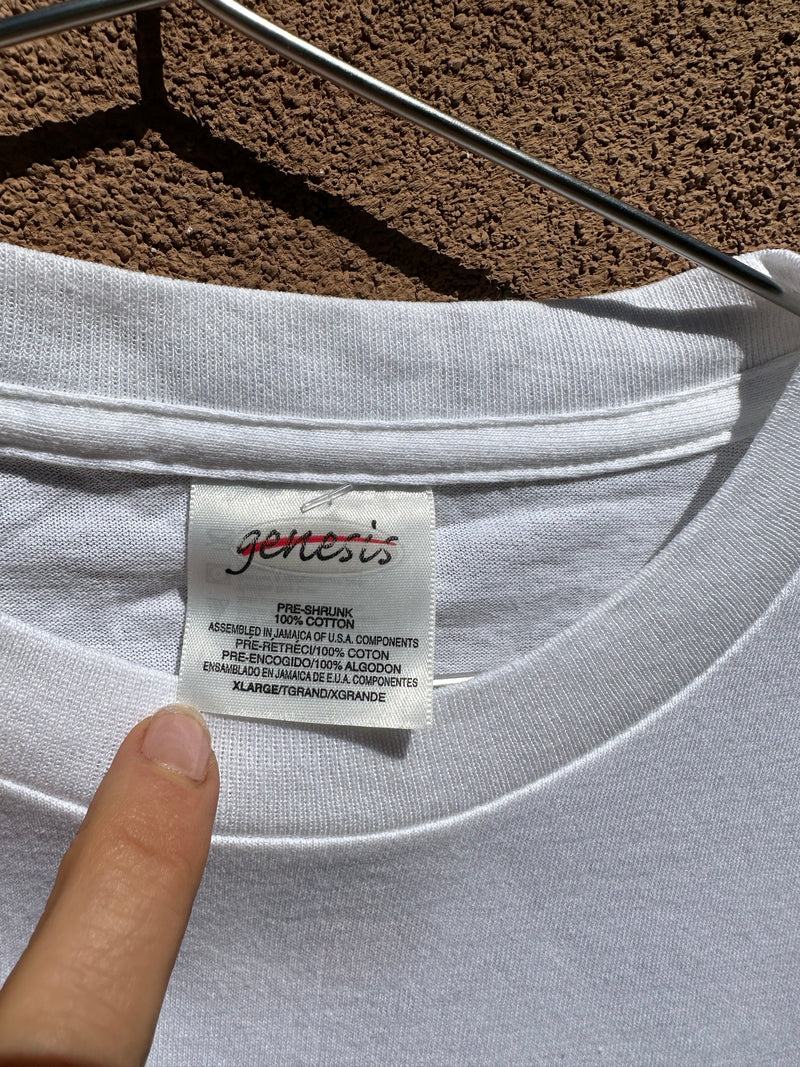 genesis
PRE-SHRUNK
100% COTTON
ASSEMBLED IN JAMAICA OF U.S.A. COMPONENTS
PRE-RÉTRÉCI/100% COTON
PRE-ENCOGIDO/100% ALGODON
ENSAMBLADO EN JAMAICA DE E.U.A. COMPONENTES
XLARGE/TGRAND/XGRANDE